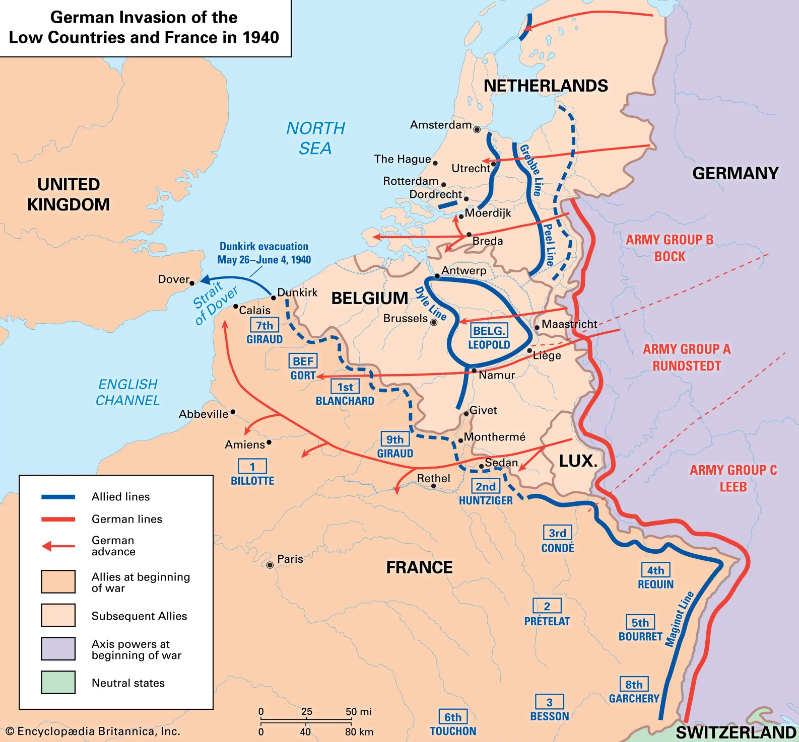 German Invasion of the
Low Countries and France in 1940
NETHERLANDS
Amsterdam
NORTH
SEA
The Hague
Utrecht
Grebbe Line
GERMANY
UNITED
KINGDOM
Rotterdam
Dordrecht
Moerdijk
Breda
Peel Line
ARMY GROUP B
BOCK
Dunkirk evacuation
May 26–June 4, 1940
Dover
Strait
of Dover
Dunkirk
Calais
Antwerp
BELGIUM
Dyle Line
Brussels
BELG.
LEOPOLD
Maastricht
Liège
7th
GIRAUD
BEF
GORT
1st
BLANCHARD
Namur
ARMY GROUP A
RUNDSTEDT
ENGLISH
CHANNEL
Abbeville
Givet
Amiens
9th
GIRAUD
Monthermé
Sedan
LUX.
1
BILLOTTE
Rethel
2nd
HUNTZIGER
ARMY GROUP C
LEEB
3rd
CONDÉ
Paris
FRANCE
4th
REQUIN
Maginot Line
2
PRÉTELAT
5th
BOURRET
8th
GARCHERY
3
BESSON
6th
TOUCHON
SWITZERLAND
Allied lines
German lines
German
advance
Allies at beginning
of war
Subsequent Allies
Axis powers at
beginning of war
Neutral states
0 25 50 mi
0 40 80 km
© Encyclopædia Britannica, Inc.